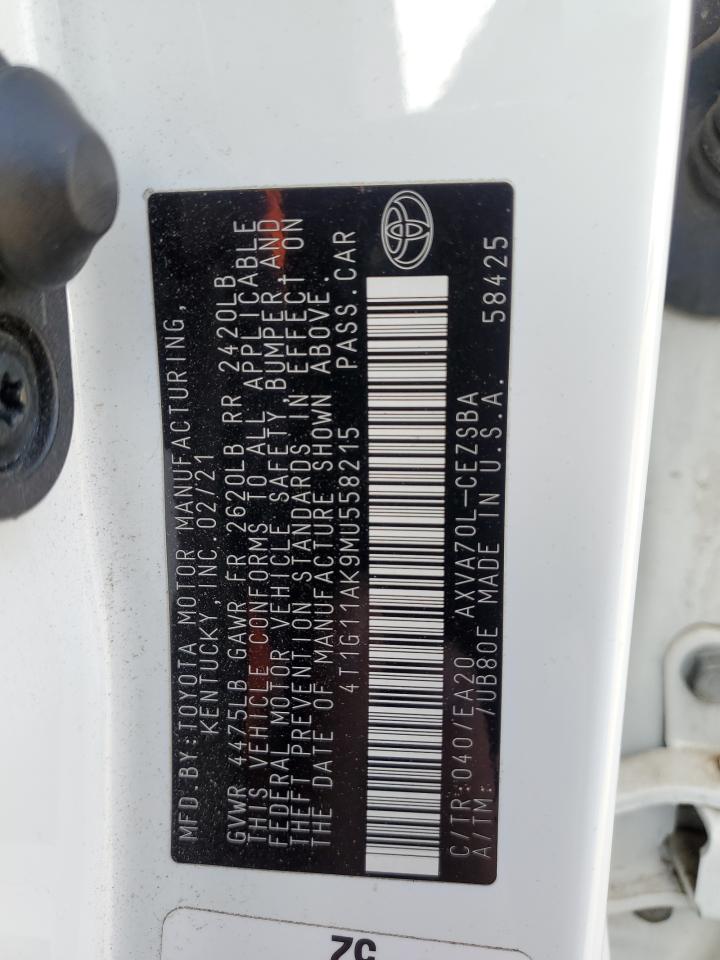 MFD.BY:TOYOTA MOTOR MANUFACTURING,
KENTUCKY,INC.02/21
GVWR 4475LB GAWR FR 2620LB RR 2420LB
THIS VEHICLE CONFORMS TO ALL APPLICABLE
FEDERAL MOTOR VEHICLE SAFETY, BUMPER,AND
THEFT PREVENTION STANDARDS IN EFFECT ON
THE DATE OF MANUFACTURE SHOWN ABOVE.
4T1G11AK9MU558215 PASS.CAR
C/TR:040/EA20 AXVA70L-CEZSBA
A/TM: /UB80E MADE IN U.S.A. 58425
52